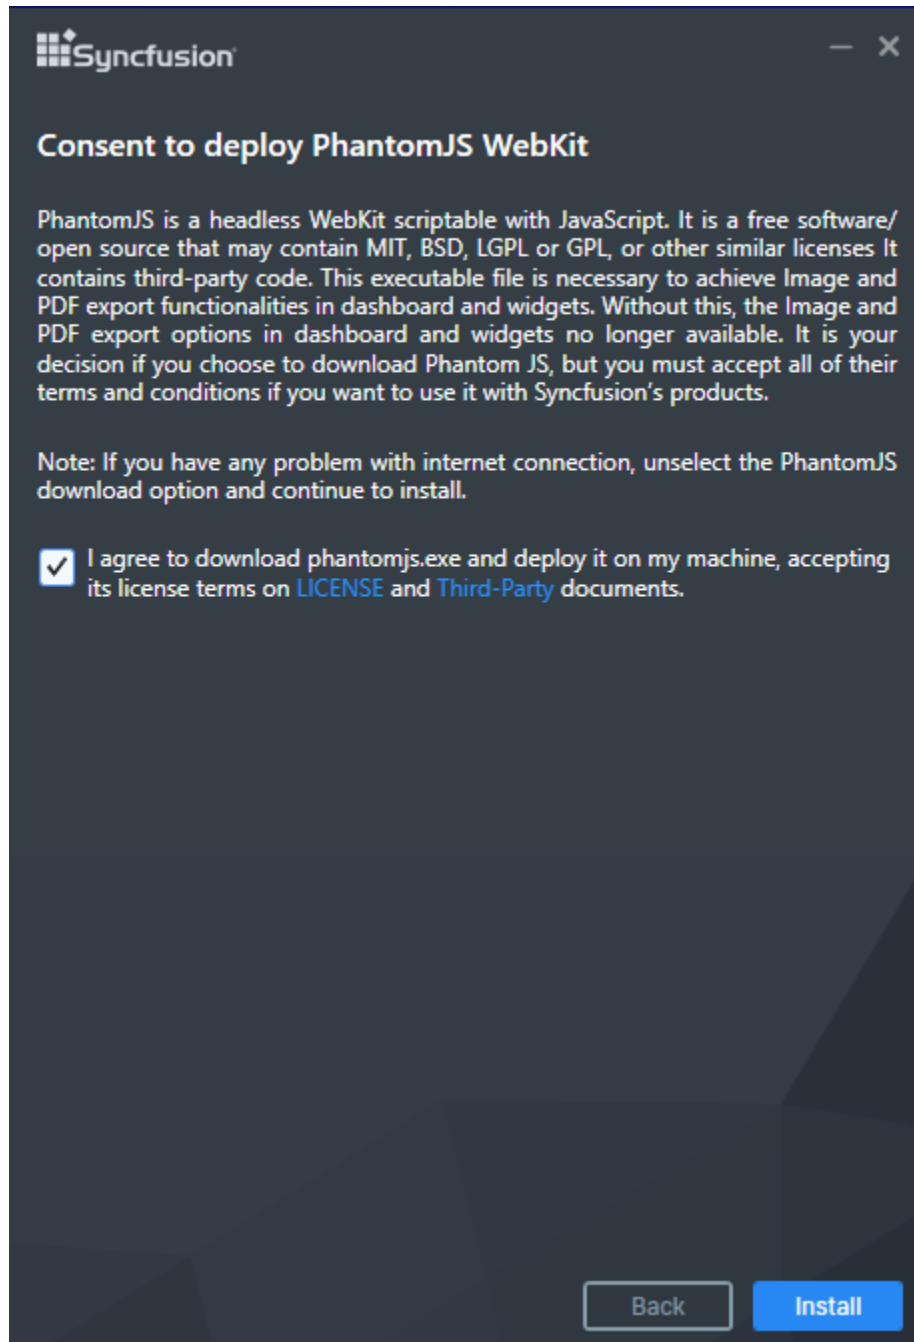 Syncfusion
Consent to deploy PhantomJS WebKit
PhantomJS is a headless WebKit scriptable with JavaScript. It is a free software/
open source that may contain MIT, BSD, LGPL or GPL, or other similar licenses It
contains third-party code. This executable file is necessary to achieve Image and
PDF export functionalities in dashboard and widgets. Without this, the Image and
PDF export options in dashboard and widgets no longer available. It is your
decision if you choose to download Phantom JS, but you must accept all of their
terms and conditions if you want to use it with Syncfusion's products.
Note: If you have any problem with internet connection, unselect the PhantomJS
download option and continue to install.
I agree to download phantomjs.exe and deploy it on my machine, accepting
its license terms on LICENSE and Third-Party documents.
Back
Install